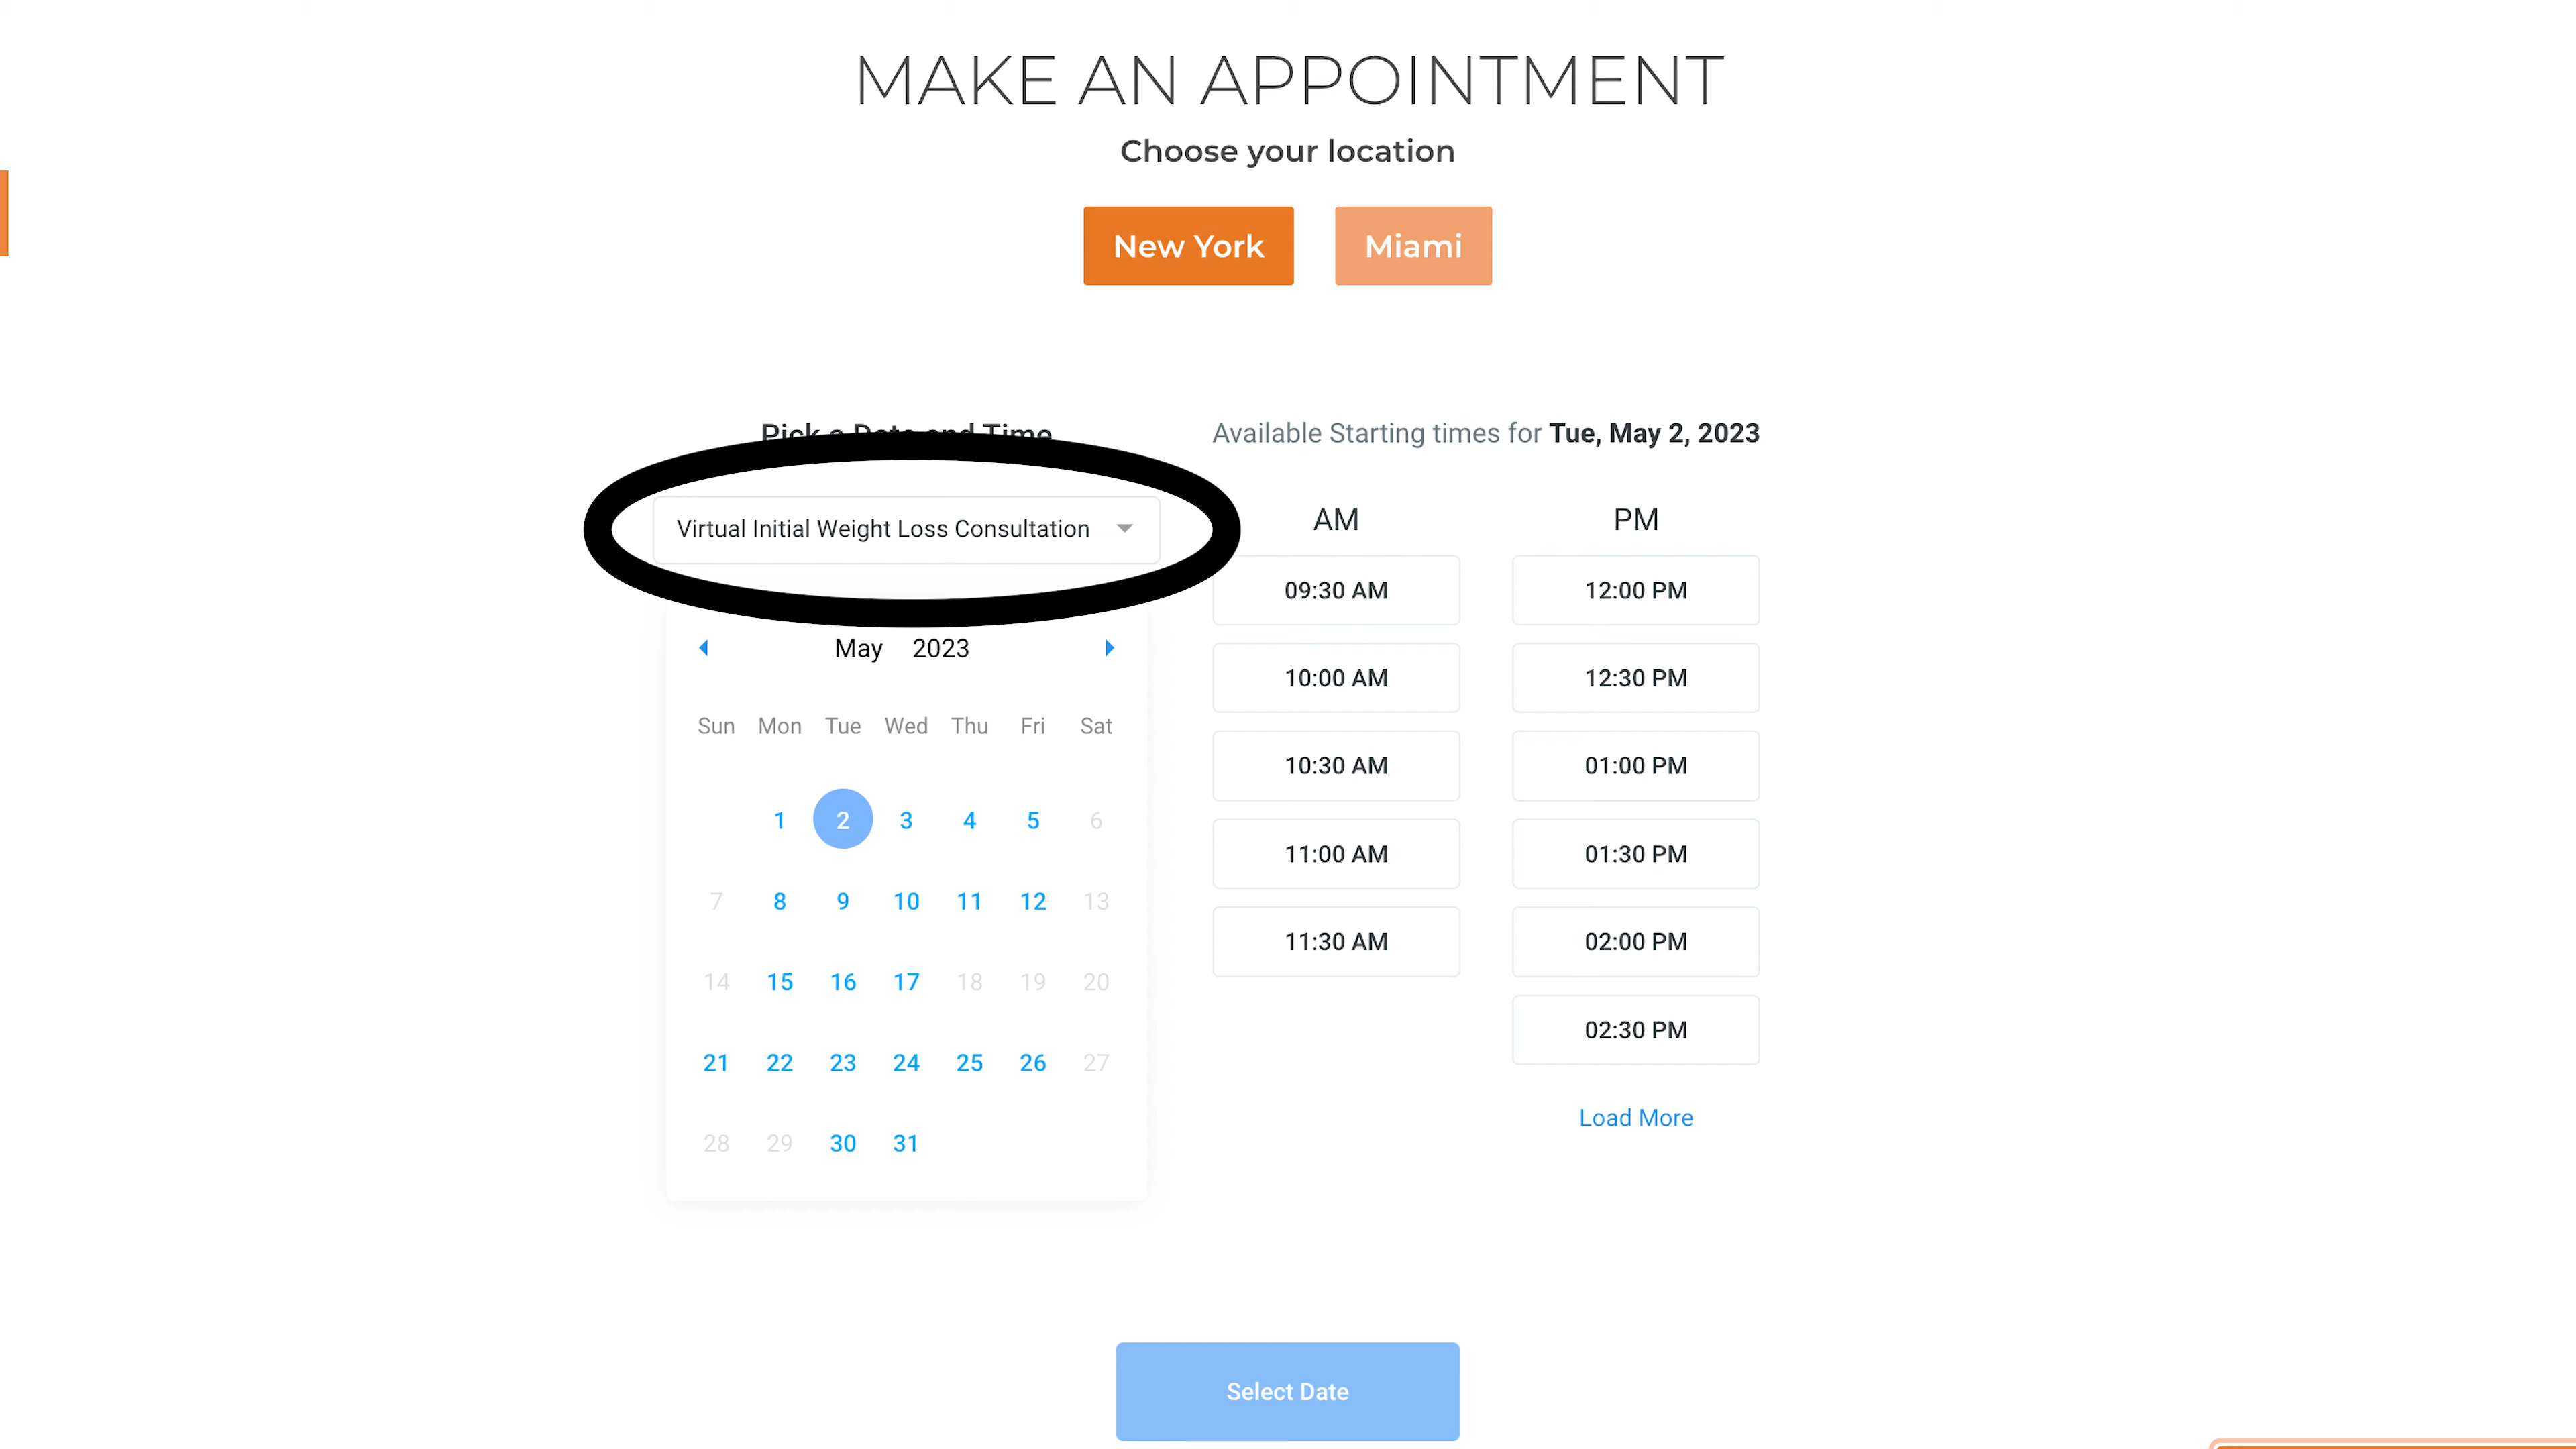 MAKE AN APPOINTMENT
Choose your location
New York
Miami
Pick a Date and Time
Virtual Initial Weight Loss Consultation
May 2023
Sun Mon Tue Wed Thu Fri Sat
1 2 3 4 5 6
7 8 9 10 11 12 13
14 15 16 17 18 19 20
21 22 23 24 25 26 27
28 29 30 31
Available Starting times for Tue, May 2, 2023
AM
09:30 AM
10:00 AM
10:30 AM
11:00 AM
11:30 AM
PM
12:00 PM
12:30 PM
01:00 PM
01:30 PM
02:00 PM
02:30 PM
Load More
Select Date